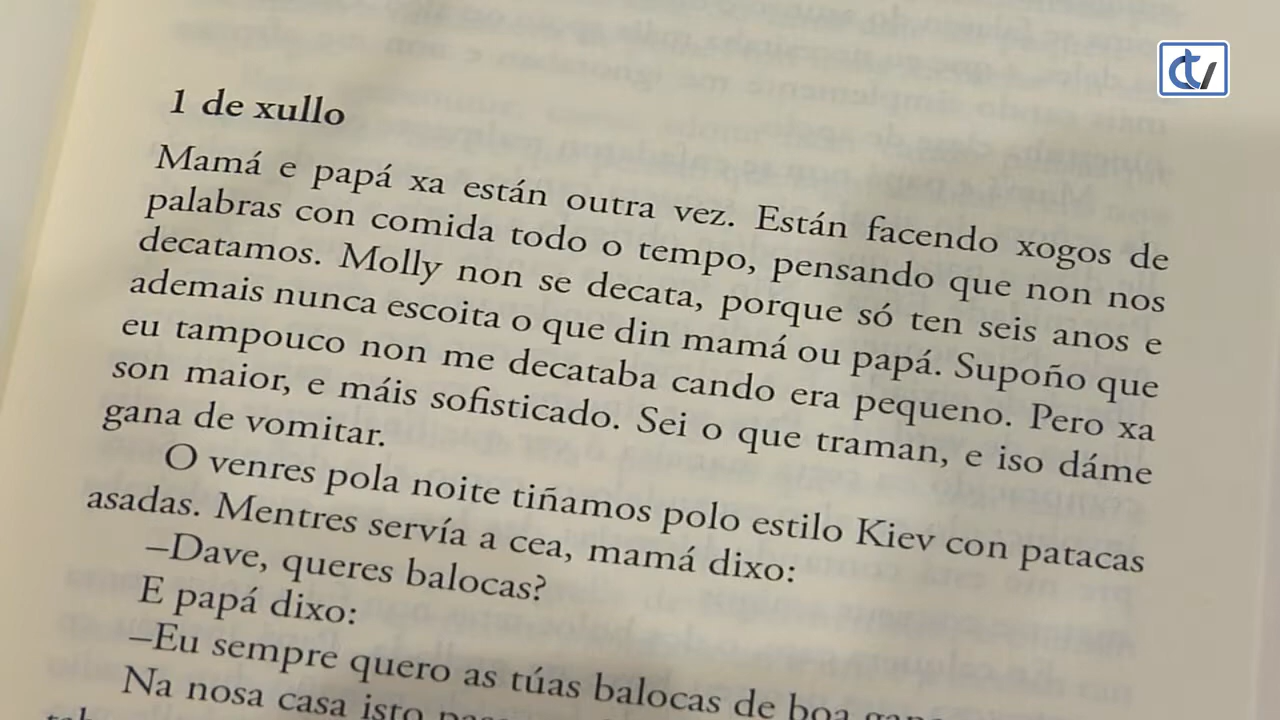 1 de xullo
Mamá e papá xa están outra vez. Están facendo xogos de
palabras con comida todo o tempo, pensando que non nos
decatamos. Molly non se decata, porque só ten seis anos e
ademais nunca escoita o que din mamá ou papá. Supoño que
eu tampouco non me decataba cando era pequeno. Pero xa
son maior, e máis sofisticado. Sei o que traman, e iso dáme
gana de vomitar.
O venres pola noite tiñamos polo estilo Kiev con patacas
asadas. Mentres servía a cea, mamá dixo:
–Dave, queres balocas?
E papá dixo:
–Eu sempre quero as túas balocas de boa gana
Na nosa casa isto